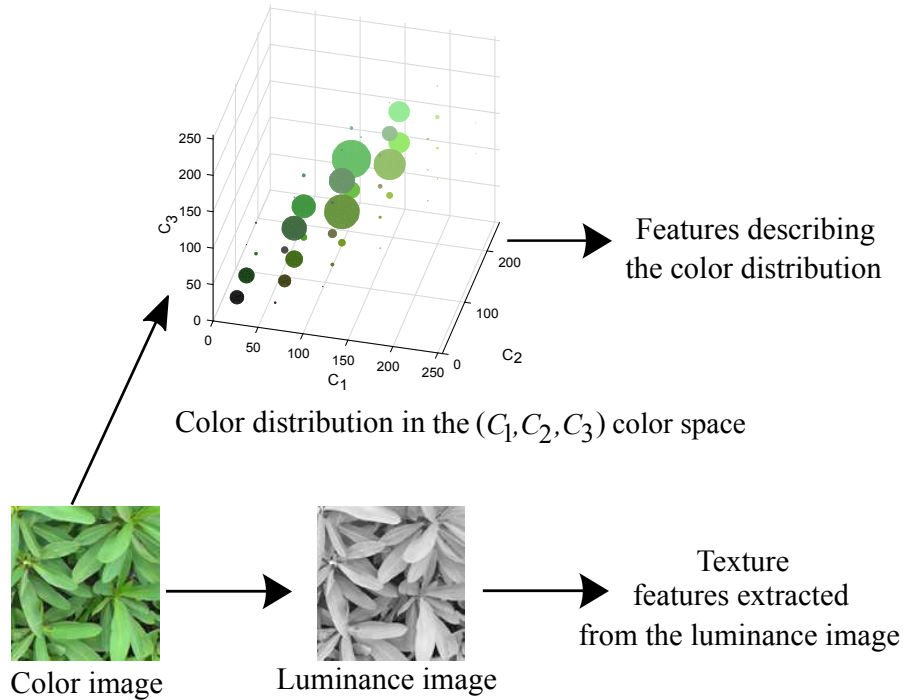 250
200
150
100
50
0
C3
0
50
100
150
200
250
C1
0
100
200
C2
Features describing
the color distribution
Color distribution in the (C1,C2,C3) color space
Color image
Luminance image
Texture
features extracted
from the luminance image